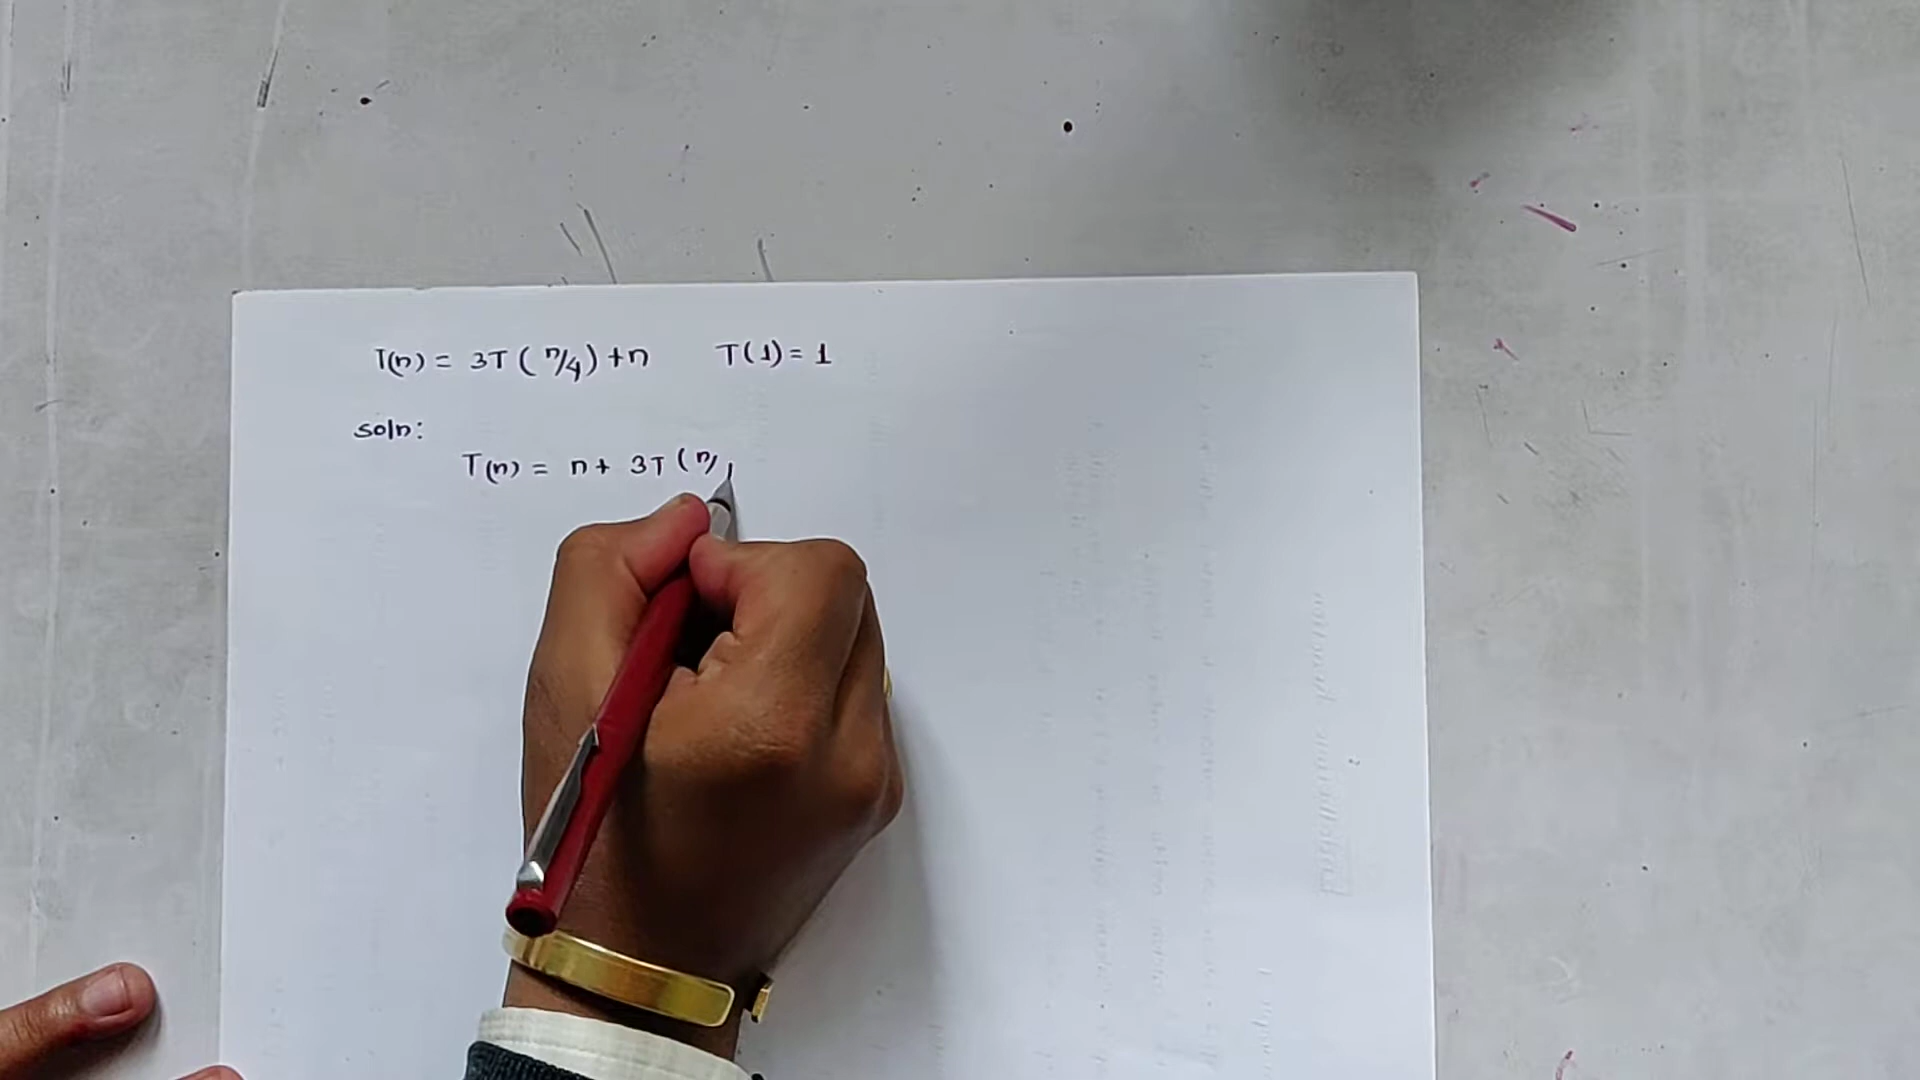 T(n) = 3T(n/4)+n T(1)=1
soln:
T(n) = n+ 3T(n/